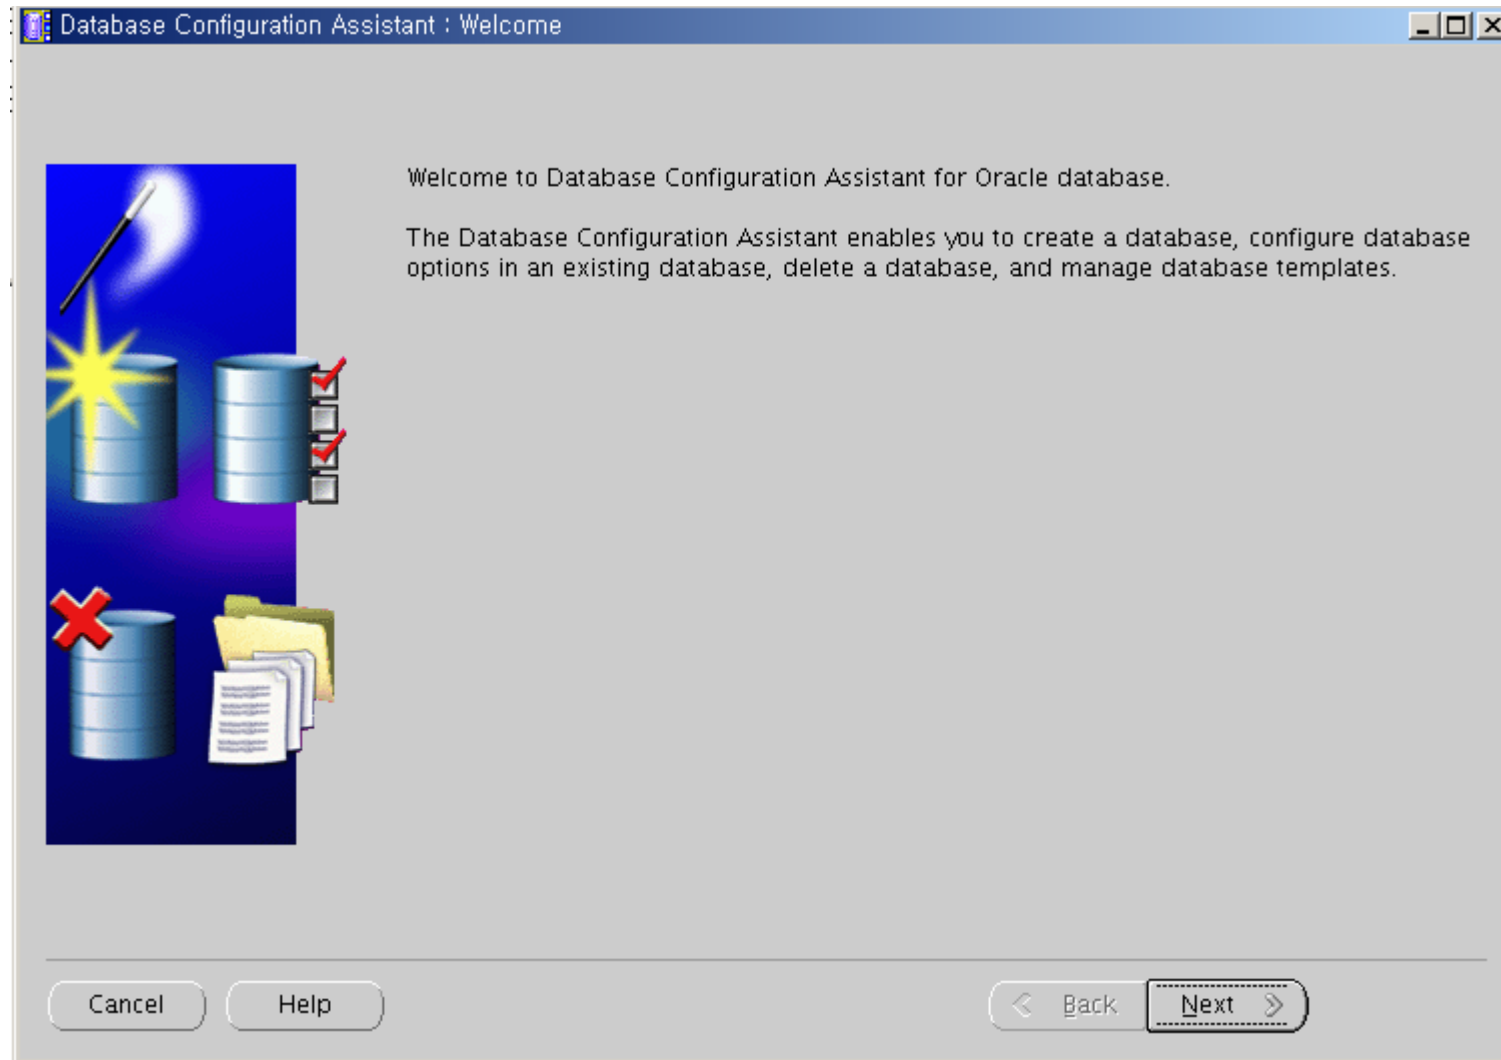 Database Configuration Assistant : Welcome
Welcome to Database Configuration Assistant for Oracle database.
The Database Configuration Assistant enables you to create a database, configure database
options in an existing database, delete a database, and manage database templates.
Cancel Help Back Next